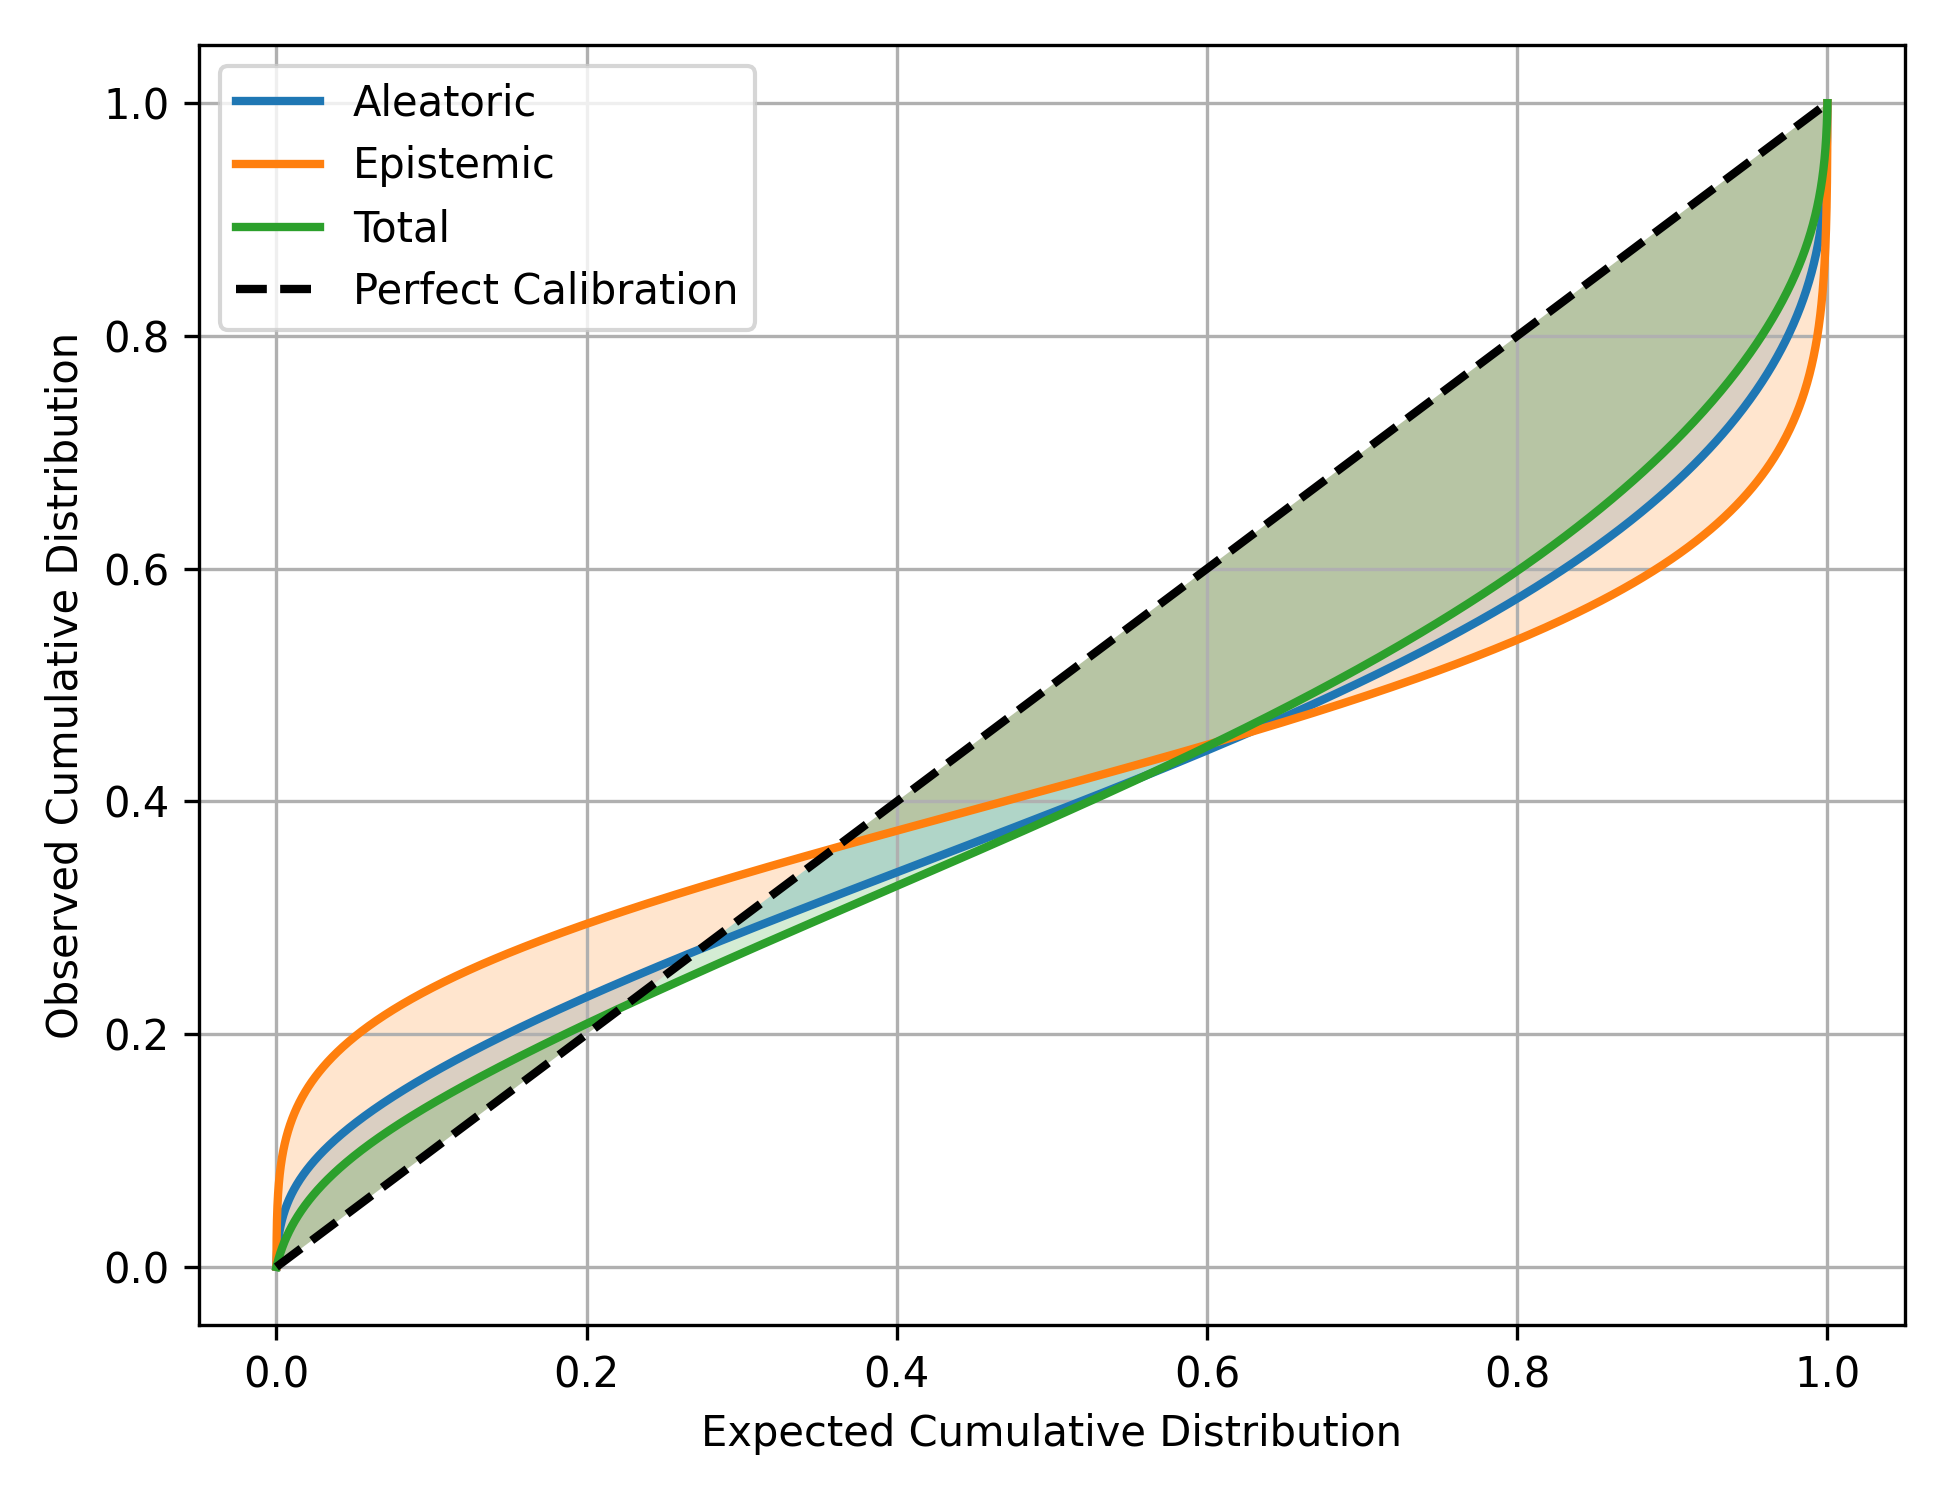 Aleatoric
Epistemic
Total
Perfect Calibration
1.0
0.8
0.6
0.4
0.2
0.0
Observed Cumulative Distribution
0.0 0.2 0.4 0.6 0.8 1.0
Expected Cumulative Distribution